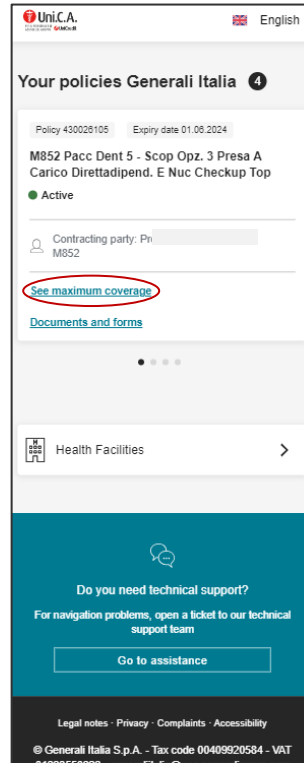 Uni.C.A.
UniCredit
English
Your policies Generali Italia 4
Policy 430026105 Expiry date 01.06.2024
M852 Pacc Dent 5 - Scop Opz. 3 Presa A
Carico Direttadipend. E Nuc Checkup Top
Active
Contracting party:
M852
See maximum coverage
Documents and forms
Health Facilities
Do you need technical support?
For navigation problems, open a ticket to our technical
support team
Go to assistance
Legal notes · Privacy · Complaints · Accessibility
© Generali Italia S.p.A. - Tax code 00409920584 - VAT